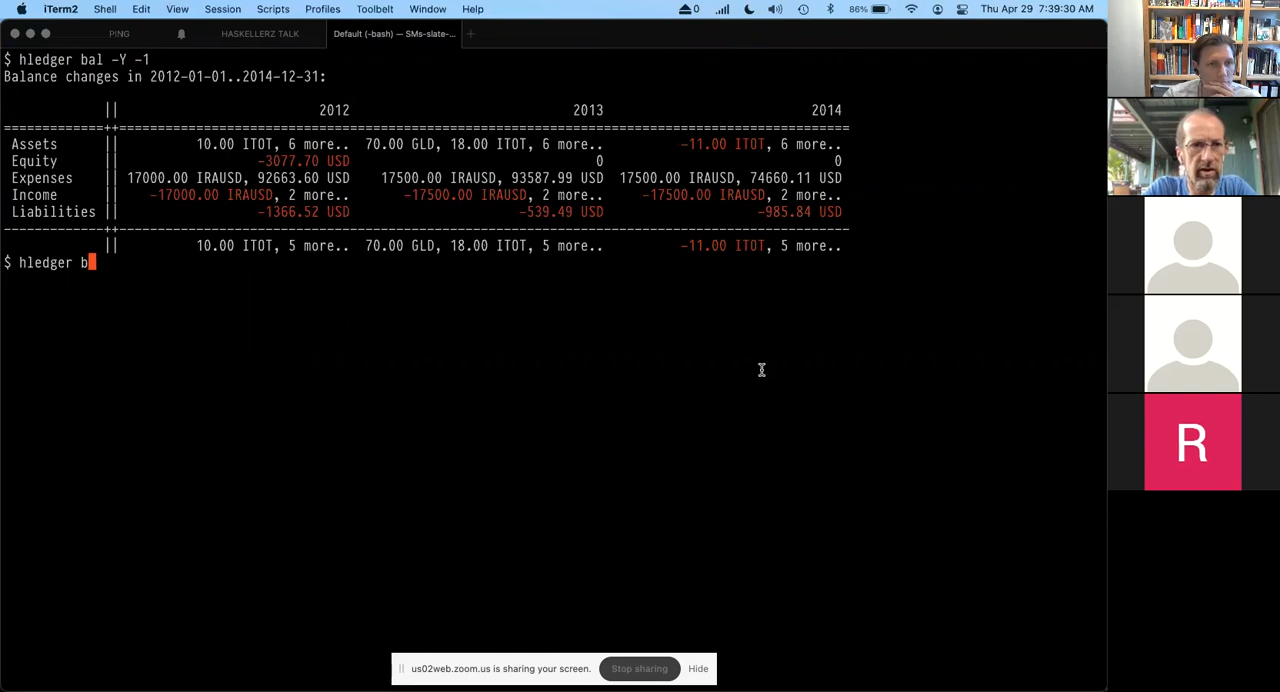 iTerm2 Shell Edit View Session Scripts Profiles Toolbelt Window Help 0 86% Thu Apr 29 7:39:30 AM
PING HASKELLERZ TALK Default (-bash) — SMs-slate-... +
$ hledger bal -Y -1
Balance changes in 2012-01-01..2014-12-31:
|| 2012 2013 2014
=============++==========================================================================================
Assets || 10.00 ITOT, 6 more.. 70.00 GLD, 18.00 ITOT, 6 more.. -11.00 ITOT, 6 more..
Equity || -3077.70 USD 0 0
Expenses || 17000.00 IRAUSD, 92663.60 USD 17500.00 IRAUSD, 93587.99 USD 17500.00 IRAUSD, 74660.11 USD
Income || -17000.00 IRAUSD, 2 more.. -17500.00 IRAUSD, 2 more.. -17500.00 IRAUSD, 2 more..
Liabilities || -1366.52 USD -539.49 USD -985.84 USD
-------------++------------------------------------------------------------------------------------------
|| 10.00 ITOT, 5 more.. 70.00 GLD, 18.00 ITOT, 5 more.. -11.00 ITOT, 5 more..
$ hledger b
R
us02web.zoom.us is sharing your screen. Stop sharing Hide